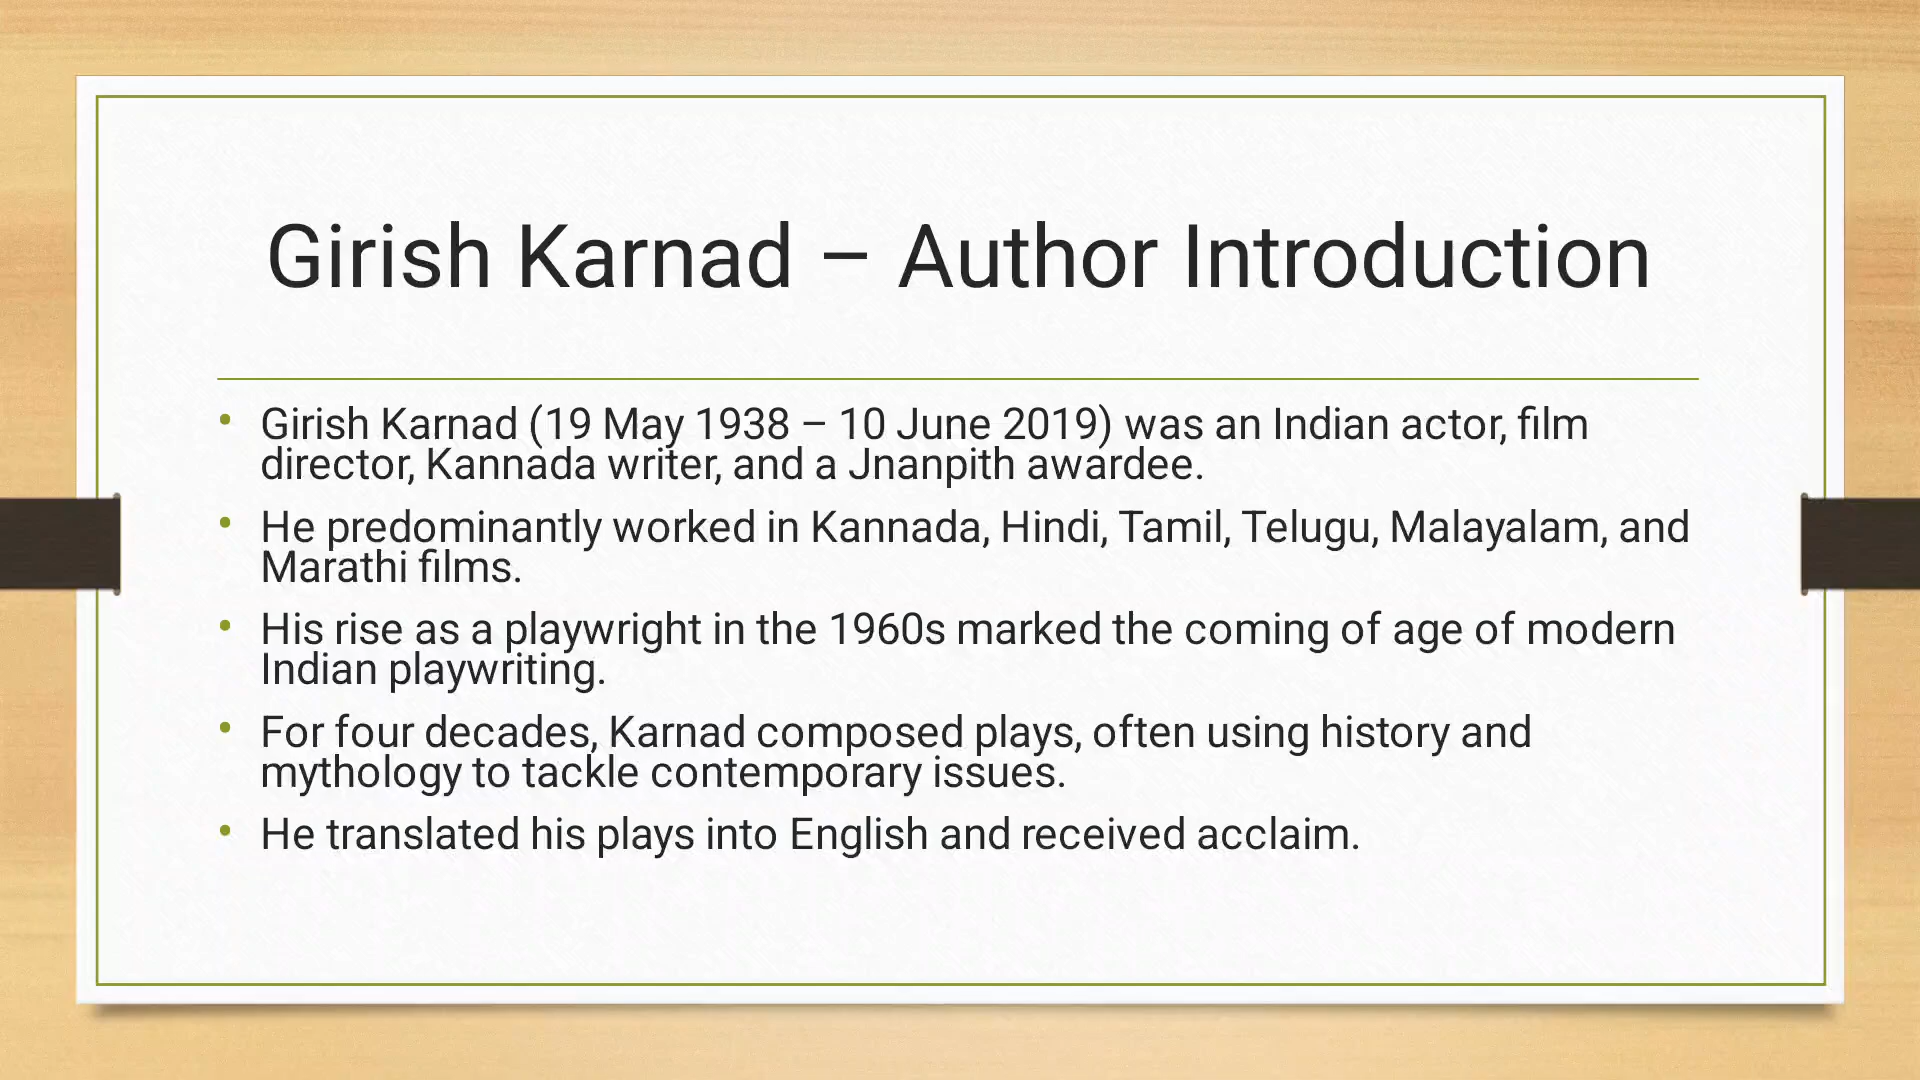 Girish Karnad – Author Introduction
• Girish Karnad (19 May 1938 – 10 June 2019) was an Indian actor, film
director, Kannada writer, and a Jnanpith awardee.
• He predominantly worked in Kannada, Hindi, Tamil, Telugu, Malayalam, and
Marathi films.
• His rise as a playwright in the 1960s marked the coming of age of modern
Indian playwriting.
• For four decades, Karnad composed plays, often using history and
mythology to tackle contemporary issues.
• He translated his plays into English and received acclaim.